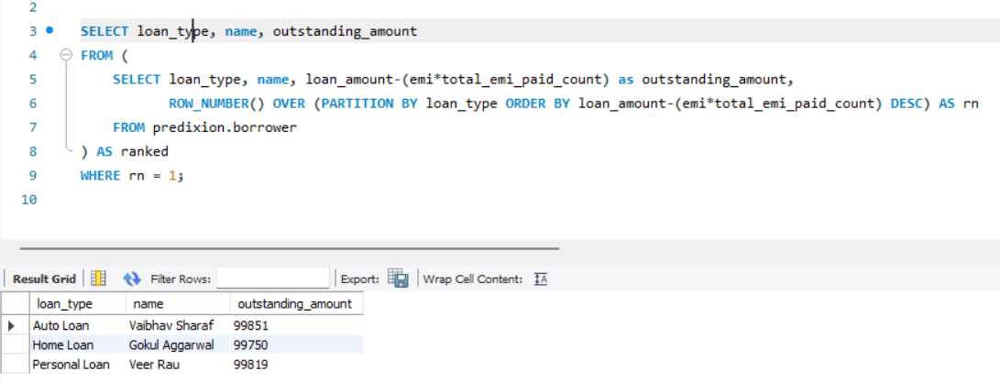 2
3 SELECT loan_type, name, outstanding_amount
4 FROM (
5 SELECT loan_type, name, loan_amount-(emi*total_emi_paid_count) as outstanding_amount,
6 ROW_NUMBER() OVER (PARTITION BY loan_type ORDER BY loan_amount-(emi*total_emi_paid_count) DESC) AS rn
7 FROM predixion.borrower
8 ) AS ranked
9 WHERE rn = 1;
10
Result Grid Filter Rows: Export: Wrap Cell Content: IA
loan_type name outstanding_amount
Auto Loan Vaibhav Sharaf 99851
Home Loan Gokul Aggarwal 99750
Personal Loan Veer Rau 99819